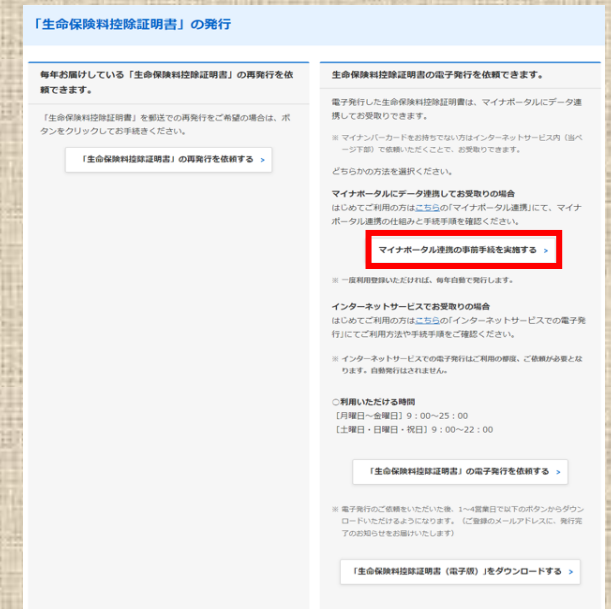 「生命保険料控除証明書」の発行
毎年お届けしている「生命保険料控除証明書」の再発行を依
頼できます。
「生命保険料控除証明書」を郵送での再発行をご希望の場合は、ボ
タンをクリックしてお手続きください。
「生命保険料控除証明書」の再発行を依頼する >
生命保険料控除証明書の電子発行を依頼できます。
電子発行した生命保険料控除証明書は、マイナポータルにデータ連
携してお受取りできます。
※ マイナンバーカードをお持ちでない方はインターネットサービス内（当ペ
ージ下部）で依頼いただくことで、お受取りできます。
どちらかの方法を選択ください。
マイナポータルにデータ連携してお受取りの場合
はじめてご利用の方はこちらの「マイナポータル連携」にて、マイナ
ポータル連携の仕組みと手続手順を確認ください。
マイナポータル連携の事前手続を実施する >
※ 一度利用登録いただければ、毎年自動で発行します。
インターネットサービスでお受取りの場合
はじめてご利用の方はこちらの「インターネットサービスでの電子発
行」にてご利用方法や手続手順をご確認ください。
※ インターネットサービスでの電子発行はご利用の都度、ご依頼が必要とな
ります。自動発行はされません。
○利用いただける時間
［月曜日～金曜日］9：00～25：00
［土曜日・日曜日・祝日］9：00～22：00
「生命保険料控除証明書」の電子発行を依頼する >
※ 電子発行のご依頼をいただいた後、1～4営業日で以下のボタンからダウン
ロードいただけるようになります。（ご登録のメールアドレスに、発行完
了のお知らせをお届けいたします）
「生命保険料控除証明書（電子版）」をダウンロードする >